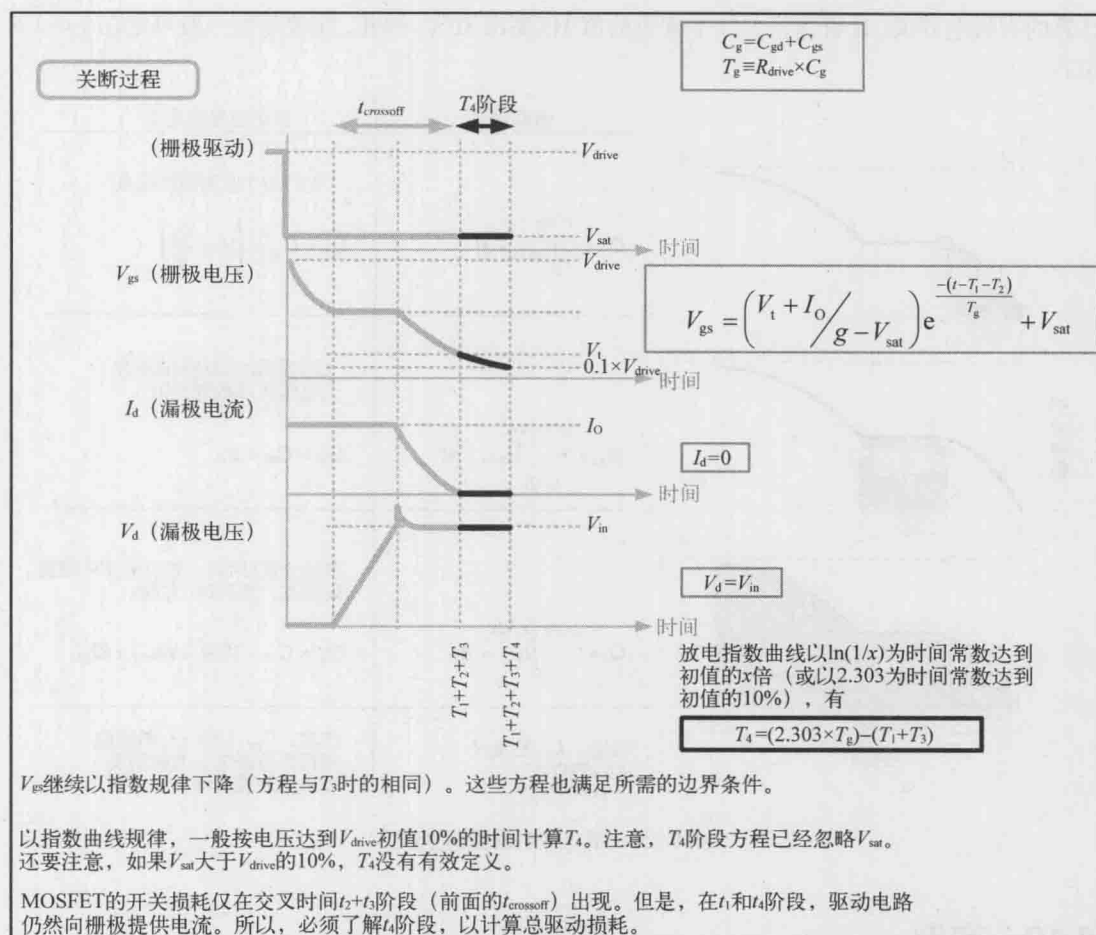 C_g=C_gd+C_gs
T_g≡R_drive×C_g
关断过程
t_crossoff
T_4阶段
(栅极驱动)
V_drive
V_sat
时间
V_gs(栅极电压)
V_drive
V_gs=(V_t+I_O/g−V_sat)e^(−(t−T_1−T_2)/T_g)+V_sat
V_t
0.1×V_drive
时间
I_d(漏极电流)
I_O
I_d=0
时间
V_d(漏极电压)
V_in
V_d=V_in
时间
T_1+T_2+T_3
T_1+T_2+T_3+T_4
放电指数曲线以ln(1/x)为时间常数达到
初值的x倍(或以2.303为时间常数达到
初值的10%),有
T_4=(2.303×T_g)–(T_1+T_3)
V_gs继续以指数规律下降(方程与T_3时的相同)。这些方程也满足所需的边界条件。
以指数曲线规律,一般按电压达到V_drive初值10%的时间计算T_4。注意,T_4阶段方程已经忽略V_sat。
还要注意,如果V_sat大于V_drive的10%,T_4没有有效定义。
MOSFET的开关损耗仅在交叉时间t_2+t_3阶段(前面的t_crossoff)出现。但是,在t_1和t_4阶段,驱动电路
仍然向栅极提供电流。所以,必须了解t_4阶段,以计算总驱动损耗。